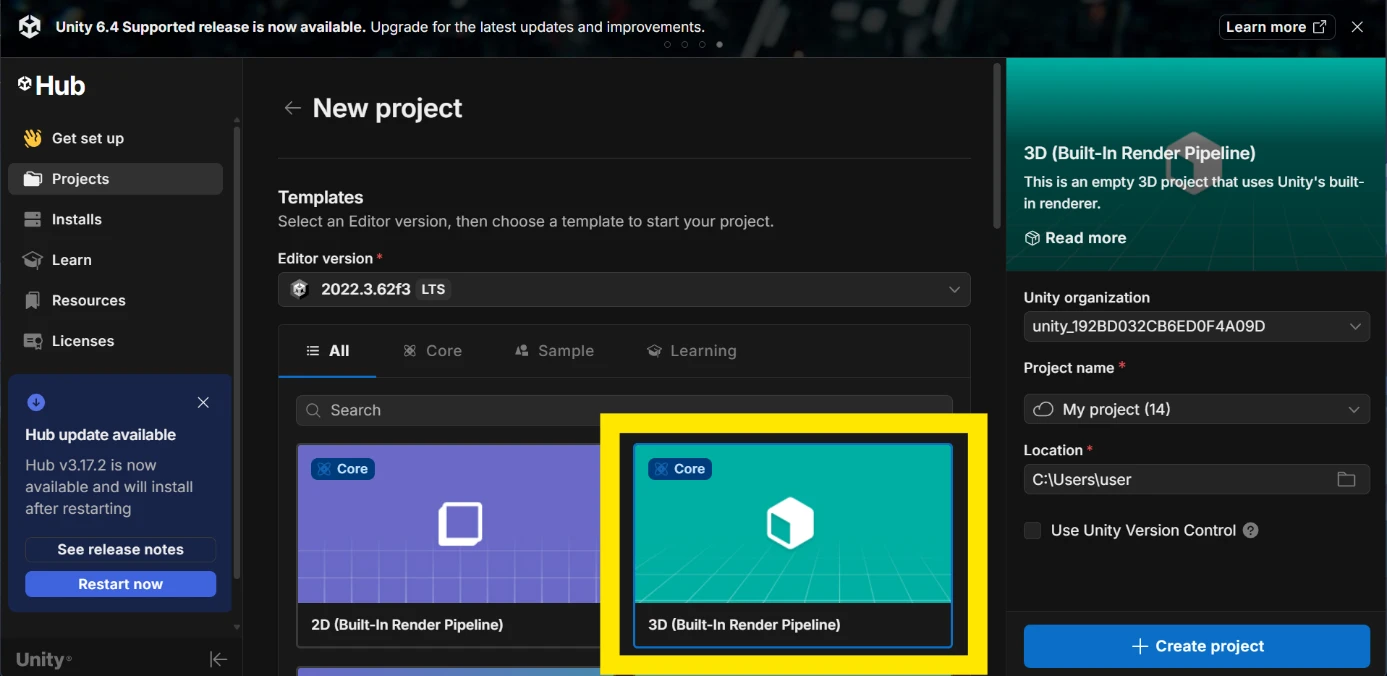 Unity 6.4 Supported release is now available. Upgrade for the latest updates and improvements.
Learn more
Hub
Get set up
Projects
Installs
Learn
Resources
Licenses
Hub update available
Hub v3.17.2 is now
available and will install
after restarting
See release notes
Restart now
Unity®
New project
Templates
Select an Editor version, then choose a template to start your project.
Editor version *
2022.3.62f3 LTS
All Core Sample Learning
Search
Core
2D (Built-In Render Pipeline)
Core
3D (Built-In Render Pipeline)
3D (Built-In Render Pipeline)
This is an empty 3D project that uses Unity's built-
in renderer.
Read more
Unity organization
unity_192BD032CB6ED0F4A09D
Project name *
My project (14)
Location *
C:\Users\user
Use Unity Version Control ?
+ Create project